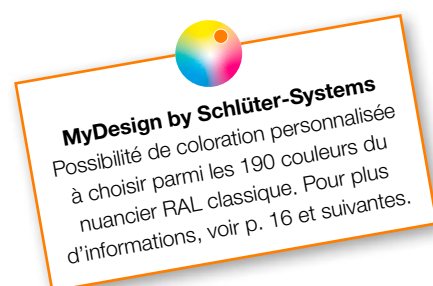 MyDesign by Schlüter-Systems
Possibilité de coloration personnalisée
à choisir parmi les 190 couleurs du
nuancier RAL classique. Pour plus
d'informations, voir p. 16 et suivantes.